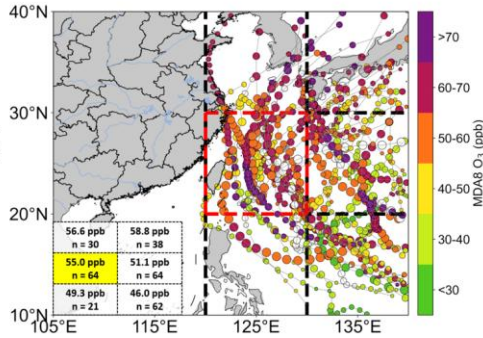 40°N
30°N
20°N
10°N
105°E
115°E
125°E
135°E
56.6 ppb
n = 30
58.8 ppb
n = 38
55.0 ppb
n = 64
51.1 ppb
n = 64
49.3 ppb
n = 21
46.0 ppb
n = 62
>70
60-70
50-60
40-50
30-40
<30
MDA8 O₃ (ppb)